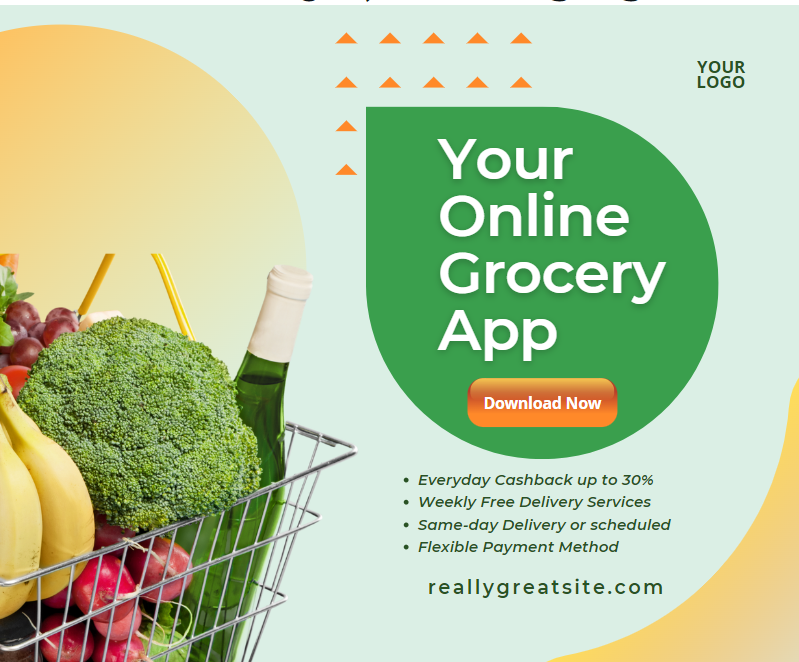 YOUR
LOGO
Your
Online
Grocery
App
Download Now
• Everyday Cashback up to 30%
• Weekly Free Delivery Services
• Same-day Delivery or scheduled
• Flexible Payment Method
reallygreatsite.com